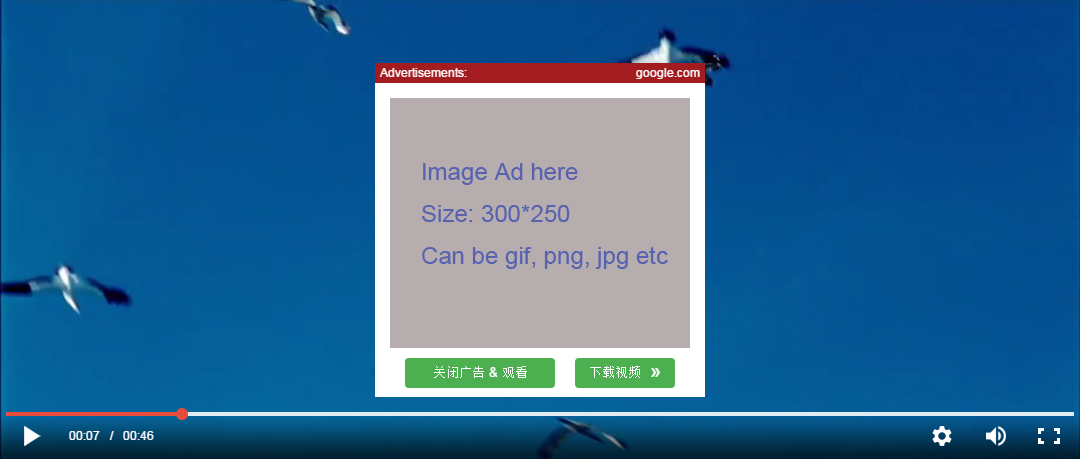 Advertisements: google.com
Image Ad here
Size: 300*250
Can be gif, png, jpg etc
关闭广告 & 观看 下载视频 »
00:07 / 00:46